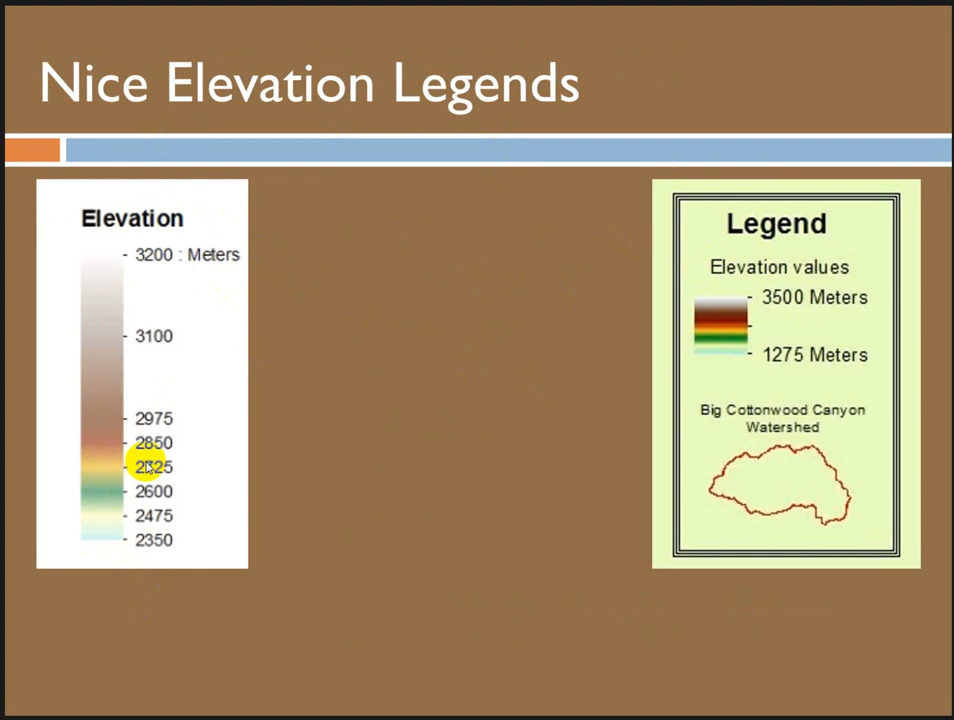 Nice Elevation Legends
Elevation
3200 : Meters
3100
2975
2850
2725
2600
2475
2350
Legend
Elevation values
3500 Meters
1275 Meters
Big Cottonwood Canyon
Watershed